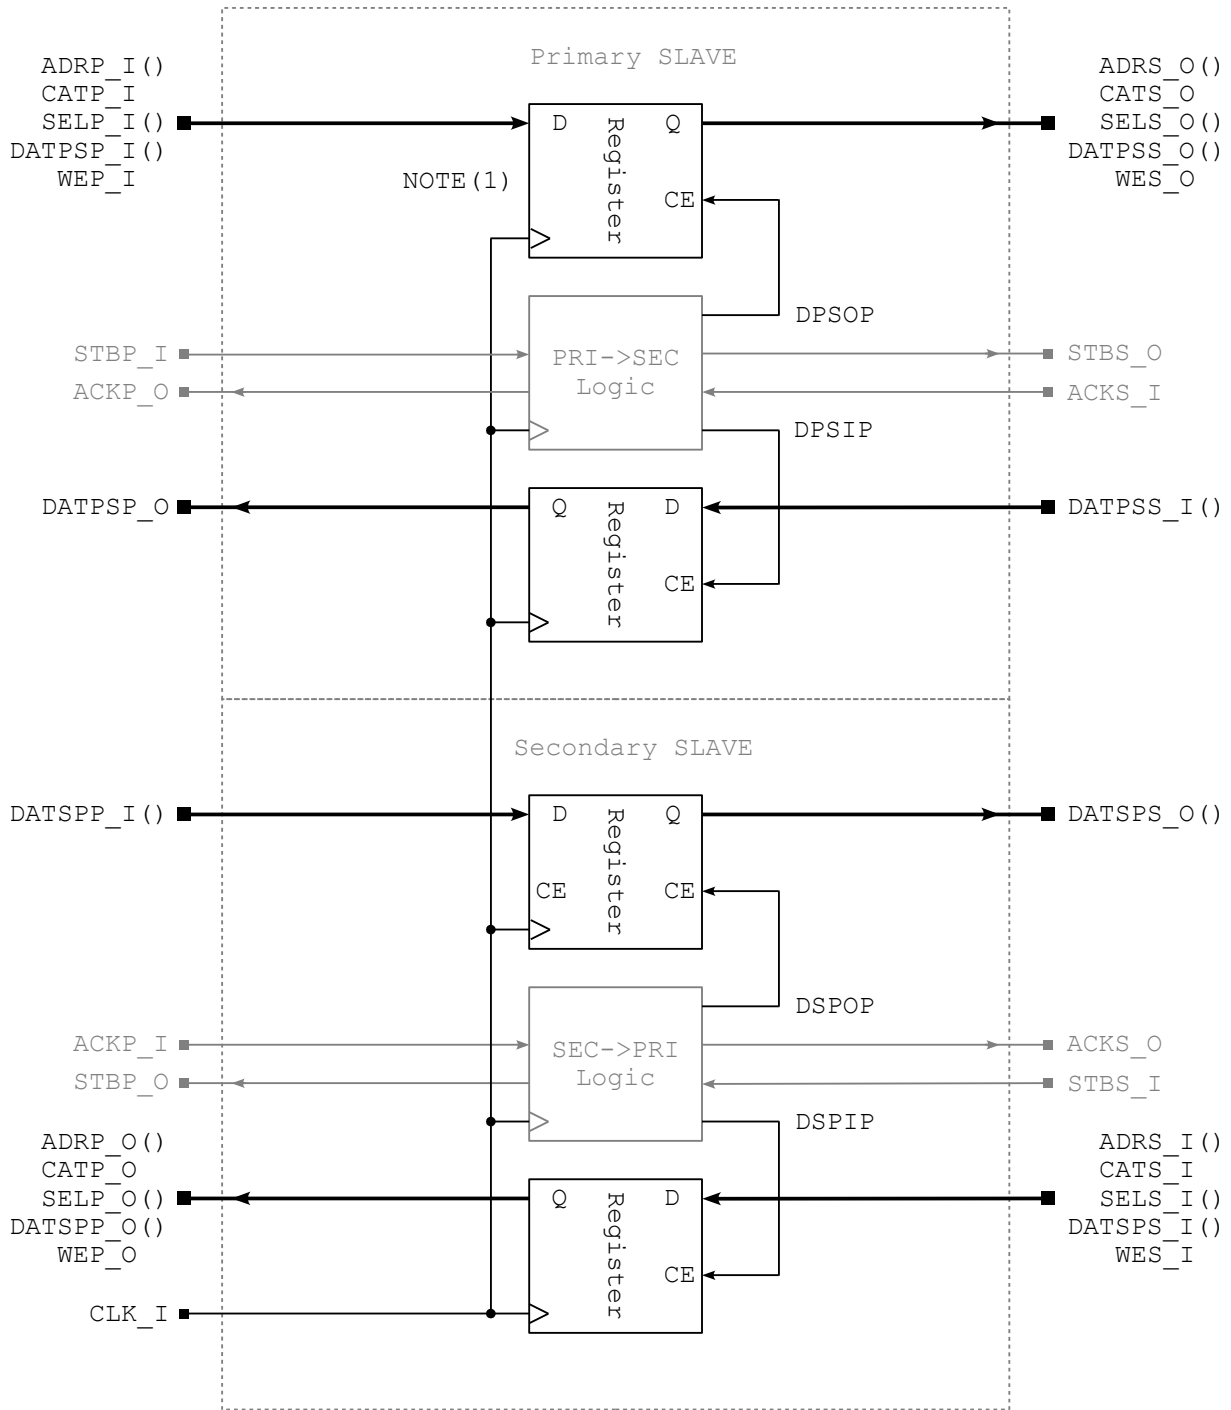 Primary SLAVE
ADRP_I()
CATP_I
SELP_I()
DATPSP_I()
WEP_I
NOTE(1)
D
Register
Q
CE
ADRS_O()
CATS_O
SELS_O()
DATPSS_O()
WES_O
DPSOP
STBP_I
ACKP_O
PRI->SEC
Logic
STBS_O
ACKS_I
DPSIP
DATPSP_O
Q
Register
D
CE
DATPSS_I()
Secondary SLAVE
DATSPP_I()
D
Register
Q
CE
CE
DATSPS_O()
DSPOP
ACKP_I
STBP_O
SEC->PRI
Logic
ACKS_O
STBS_I
DSPIP
ADRP_O()
CATP_O
SELP_O()
DATSPP_O()
WEP_O
Q
Register
D
CE
ADRS_I()
CATS_I
SELS_I()
DATSPS_I()
WES_I
CLK_I